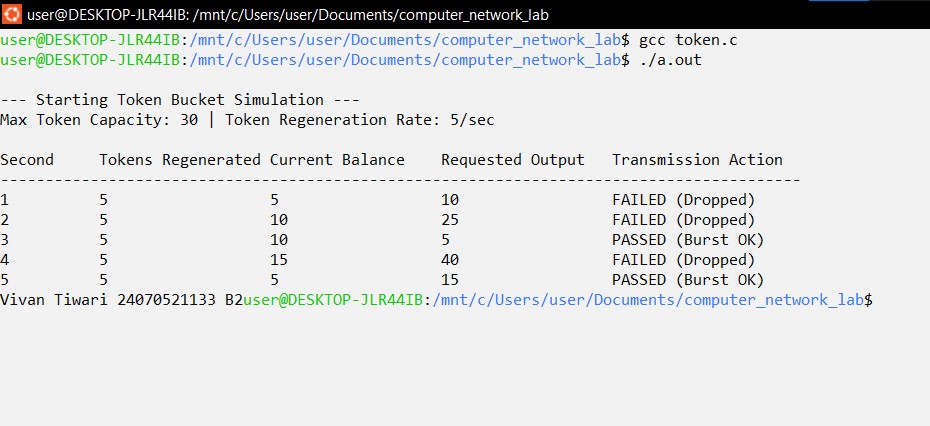 user@DESKTOP-JLR44IB: /mnt/c/Users/user/Documents/computer_network_lab
user@DESKTOP-JLR44IB:/mnt/c/Users/user/Documents/computer_network_lab$ gcc token.c
user@DESKTOP-JLR44IB:/mnt/c/Users/user/Documents/computer_network_lab$ ./a.out
--- Starting Token Bucket Simulation ---
Max Token Capacity: 30 | Token Regeneration Rate: 5/sec
Second Tokens Regenerated Current Balance Requested Output Transmission Action
-----------------------------------------------------------------------------------------
1 5 5 10 FAILED (Dropped)
2 5 10 25 FAILED (Dropped)
3 5 10 5 PASSED (Burst OK)
4 5 15 40 FAILED (Dropped)
5 5 5 15 PASSED (Burst OK)
Vivan Tiwari 24070521133 B2user@DESKTOP-JLR44IB:/mnt/c/Users/user/Documents/computer_network_lab$